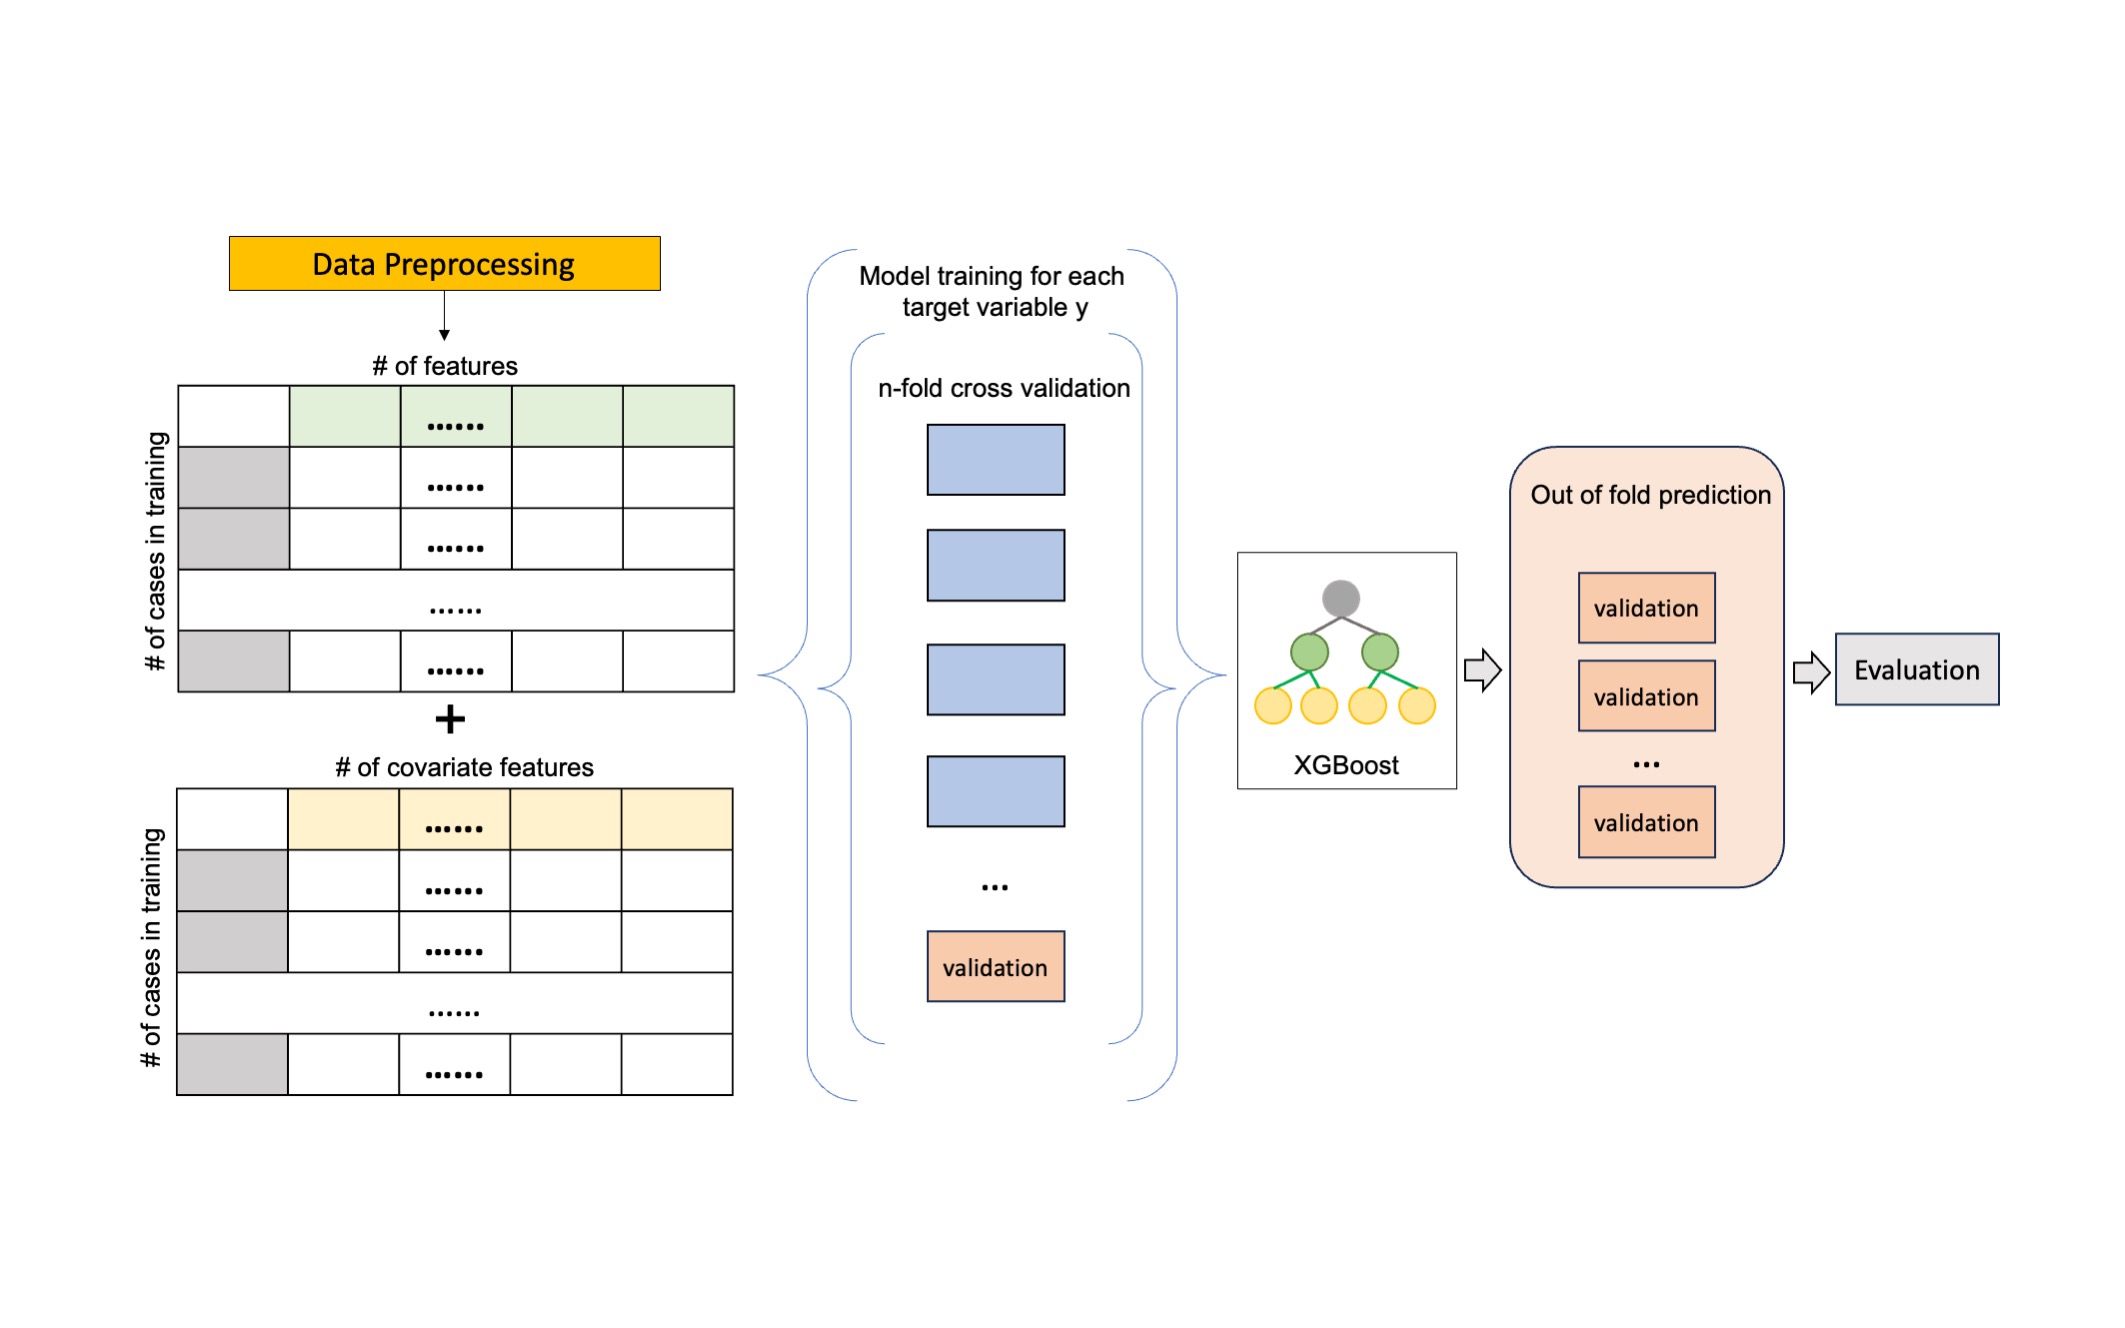 Data Preprocessing
# of features
# of cases in training
......
......
......
......
......
+
# of covariate features
# of cases in training
......
......
......
......
......
Model training for each
target variable y
n-fold cross validation
...
validation
XGBoost
Out of fold prediction
validation
validation
...
validation
Evaluation